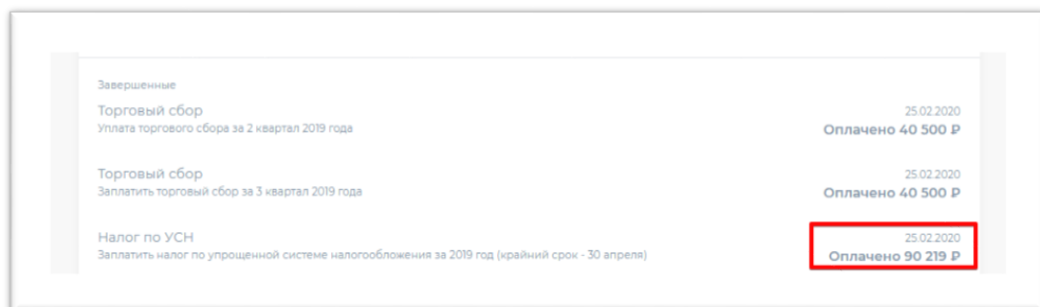 Завершенные
Торговый сбор
25.02.2020
Уплата торгового сбора за 2 квартал 2019 года
Оплачено 40 500 ₽
Торговый сбор
25.02.2020
Заплатить торговый сбор за 3 квартал 2019 года
Оплачено 40 500 ₽
Налог по УСН
25.02.2020
Заплатить налог по упрощенной системе налогообложения за 2019 год (крайний срок - 30 апреля)
Оплачено 90 219 ₽